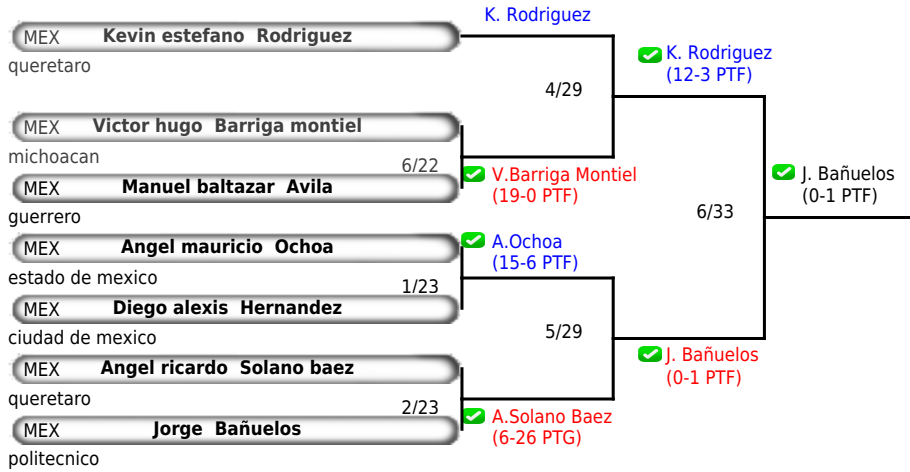 K. Rodriguez
MEX Kevin estefano Rodriguez
queretaro
K. Rodriguez
(12-3 PTF)
4/29
MEX Victor hugo Barriga montiel
michoacan
6/22
V.Barriga Montiel
(19-0 PTF)
MEX Manuel baltazar Avila
guerrero
J. Bañuelos
(0-1 PTF)
6/33
MEX Angel mauricio Ochoa
estado de mexico
A.Ochoa
(15-6 PTF)
1/23
MEX Diego alexis Hernandez
ciudad de mexico
5/29
J. Bañuelos
(0-1 PTF)
MEX Angel ricardo Solano baez
queretaro
2/23
A.Solano Baez
(6-26 PTG)
MEX Jorge Bañuelos
politecnico